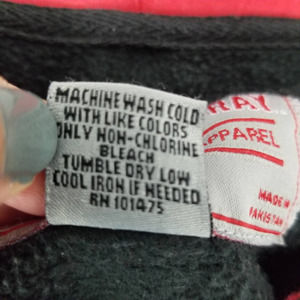 MACHINE WASH COLD
WITH LIKE COLORS
ONLY NON-CHLORINE
BLEACH
TUMBLE DRY LOW
COOL IRON IF NEEDED
RN 101475
RAY
APPAREL
MADE IN
PAKISTAN